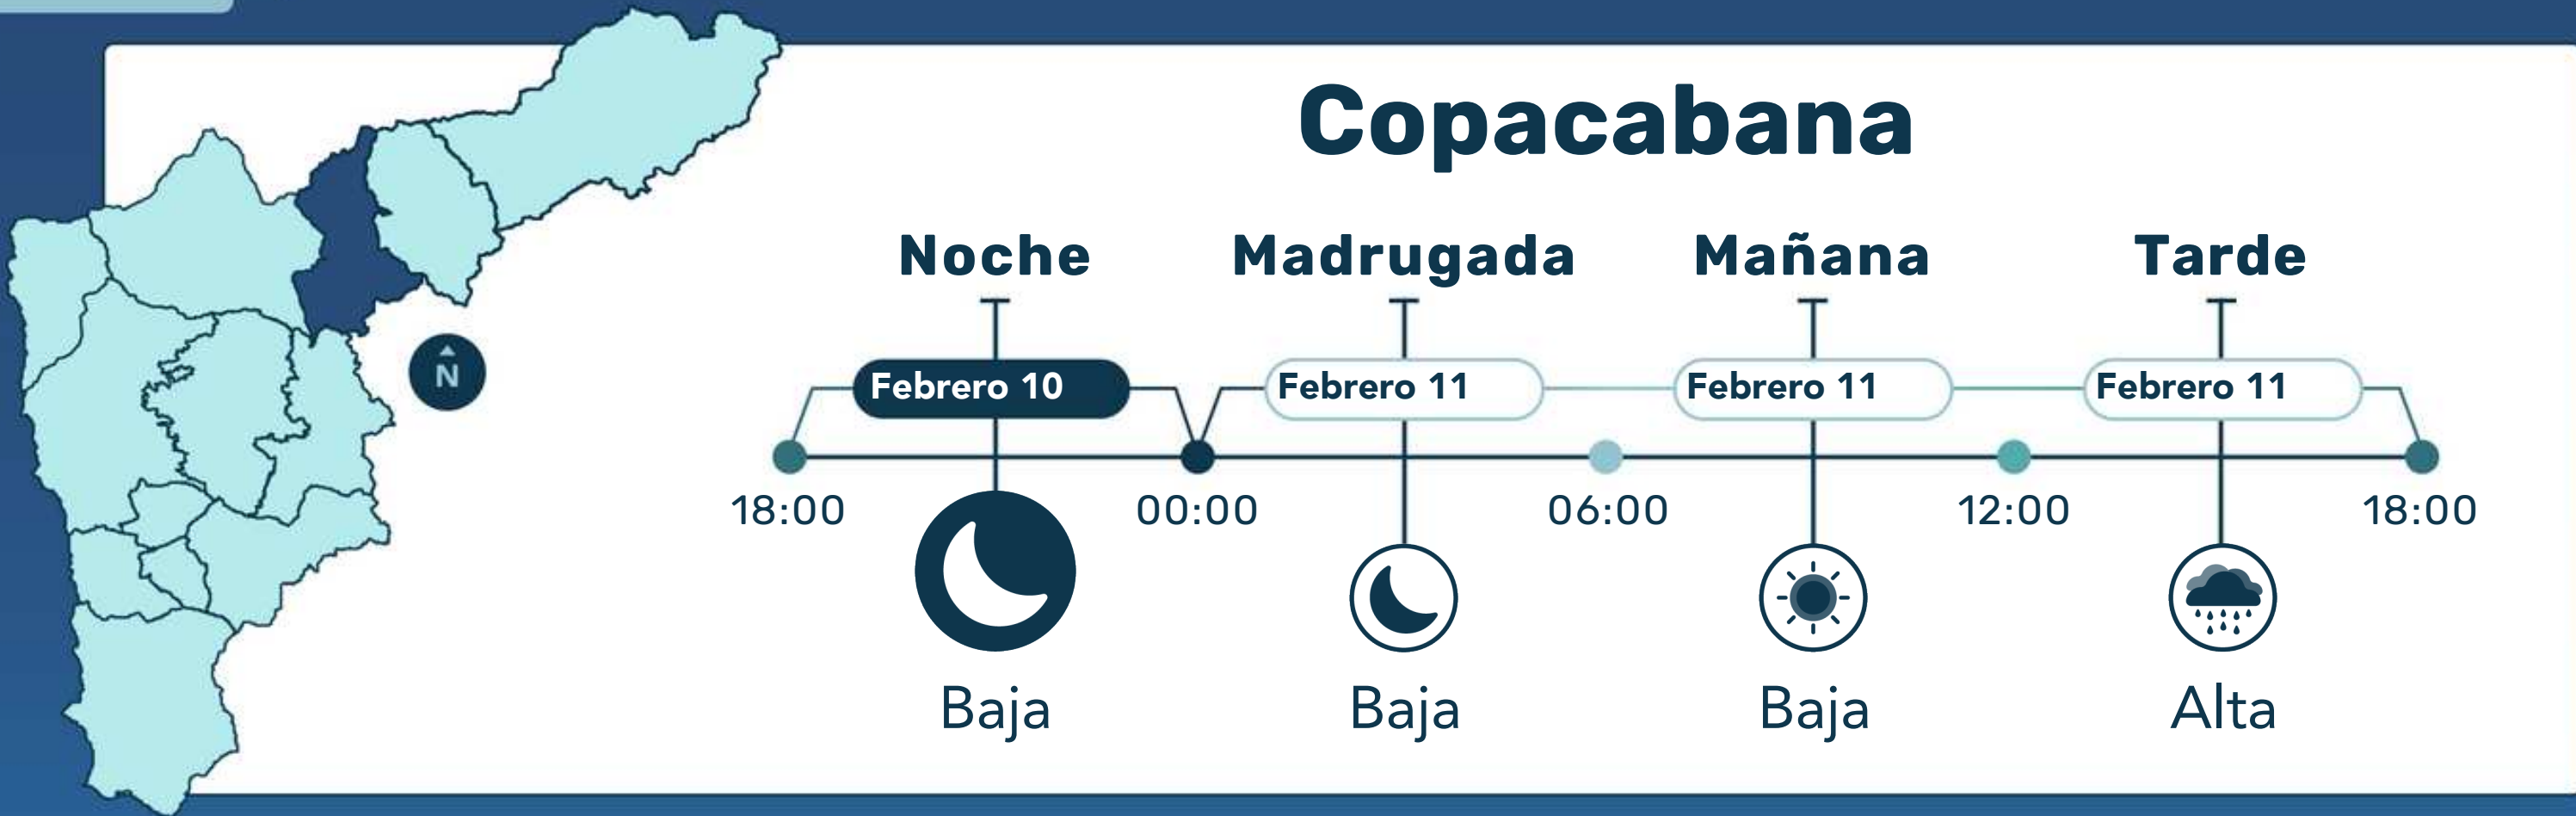 Copacabana
Noche Madrugada Mañana Tarde
Febrero 10 Febrero 11 Febrero 11 Febrero 11
18:00 00:00 06:00 12:00 18:00
N
Baja Baja Baja Alta